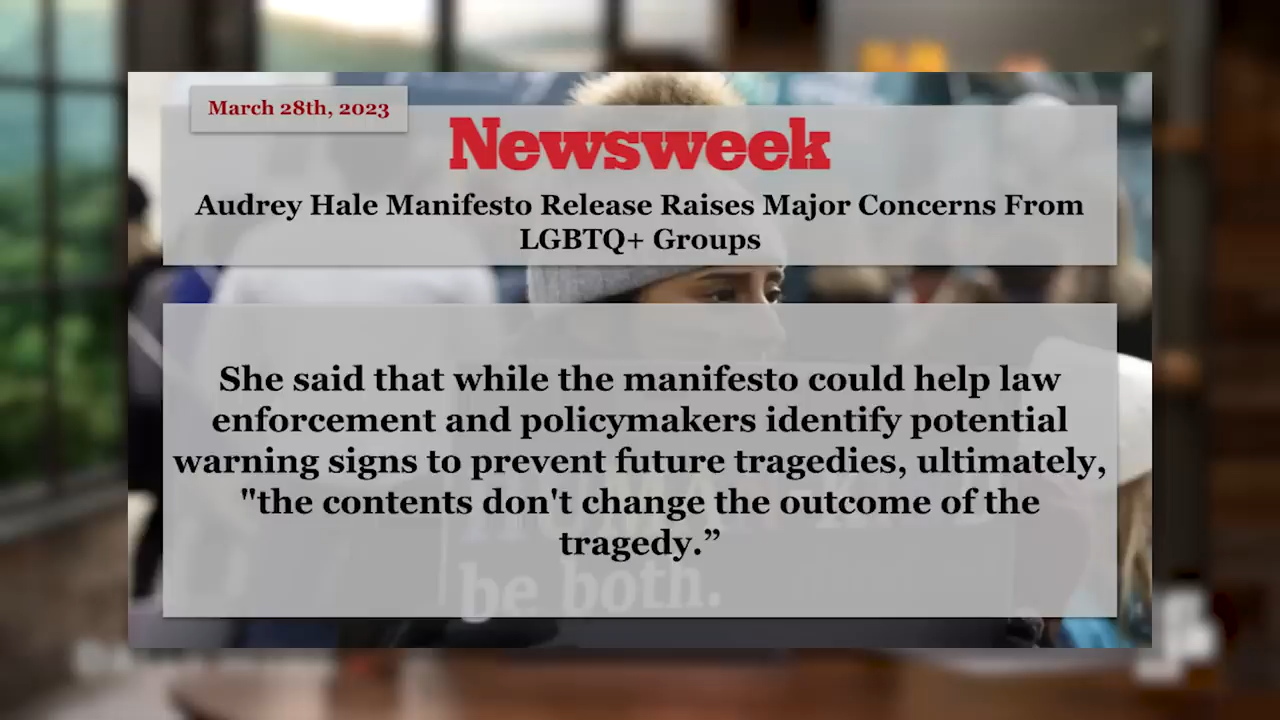 March 28th, 2023
Newsweek
Audrey Hale Manifesto Release Raises Major Concerns From
LGBTQ+ Groups
She said that while the manifesto could help law
enforcement and policymakers identify potential
warning signs to prevent future tragedies, ultimately,
"the contents don't change the outcome of the
tragedy.”
be both.